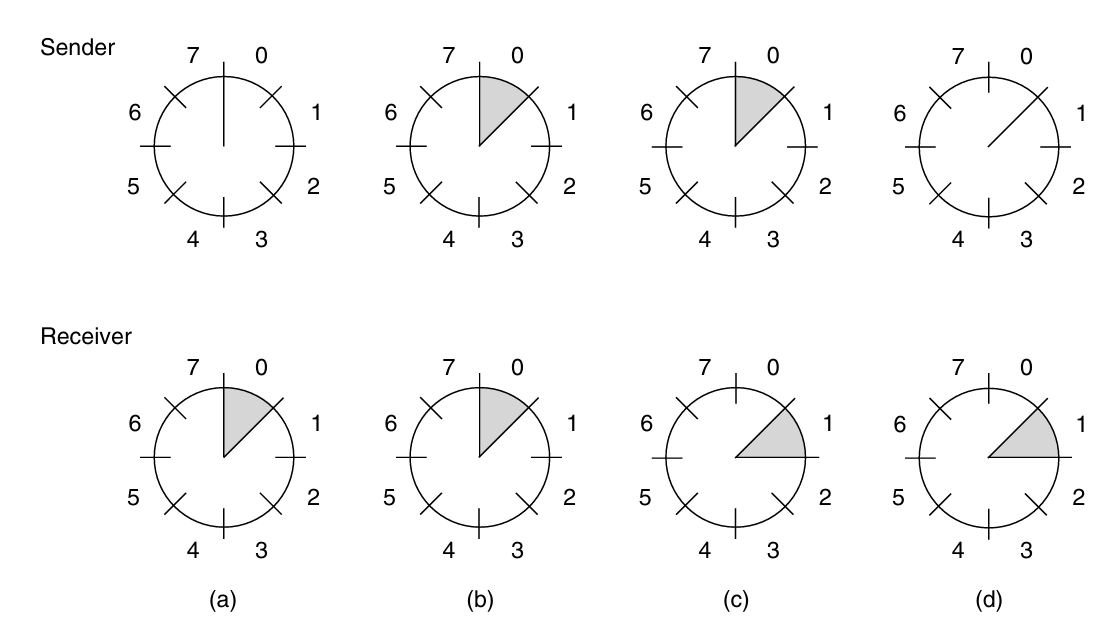 Sender
7 0 7 0 7 0 7 0
6 1 6 1 6 1 6 1
5 2 5 2 5 2 5 2
4 3 4 3 4 3 4 3
Receiver
7 0 7 0 7 0 7 0
6 1 6 1 6 1 6 1
5 2 5 2 5 2 5 2
4 3 4 3 4 3 4 3
(a) (b) (c) (d)